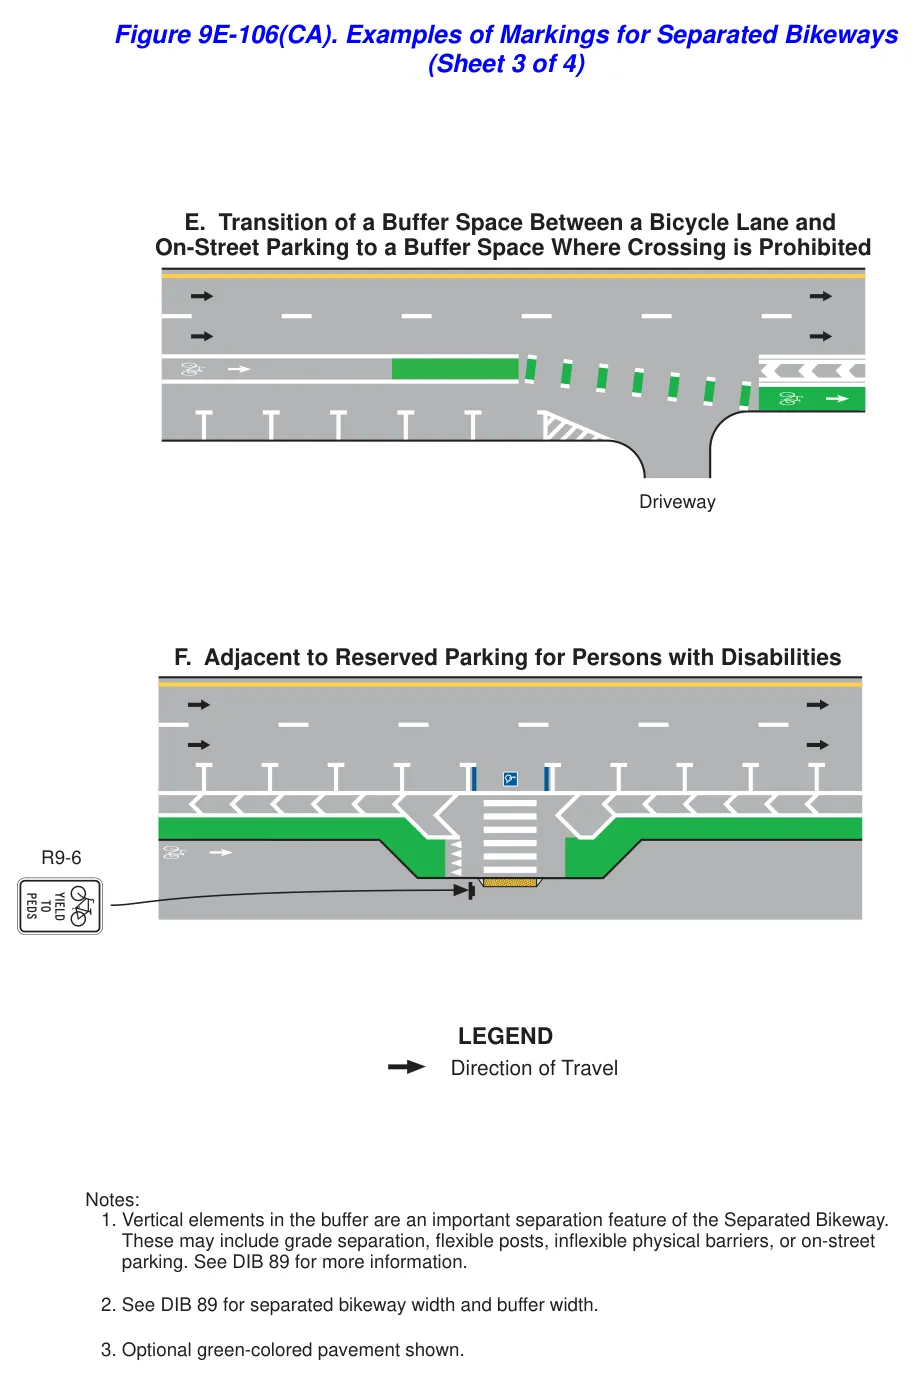 Figure 9E-106(CA). Examples of Markings for Separated Bikeways
(Sheet 3 of 4)
E. Transition of a Buffer Space Between a Bicycle Lane and
On-Street Parking to a Buffer Space Where Crossing is Prohibited
Driveway
F. Adjacent to Reserved Parking for Persons with Disabilities
R9-6
YIELD
TO
PEDS
LEGEND
Direction of Travel
Notes:
1. Vertical elements in the buffer are an important separation feature of the Separated Bikeway.
These may include grade separation, flexible posts, inflexible physical barriers, or on-street
parking. See DIB 89 for more information.
2. See DIB 89 for separated bikeway width and buffer width.
3. Optional green-colored pavement shown.